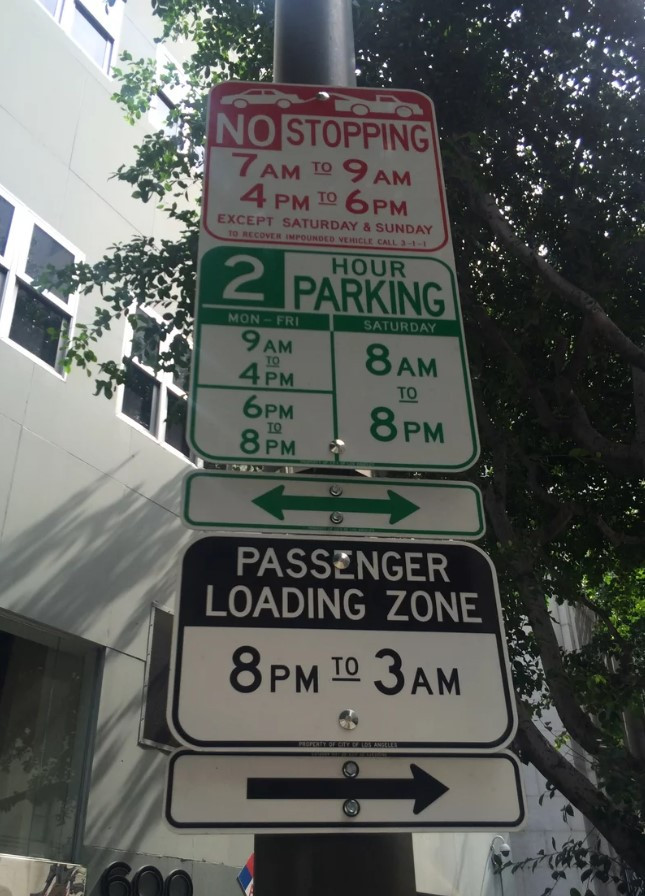 NO STOPPING
7AM TO 9AM
4PM TO 6PM
EXCEPT SATURDAY & SUNDAY
TO RECOVER IMPOUNDED VEHICLE CALL 3-1-1
2 HOUR
PARKING
MON-FRI
9AM
TO
4PM
6PM
TO
8PM
SATURDAY
8AM
TO
8PM
PASSENGER
LOADING ZONE
8PM TO 3AM
PROPERTY OF CITY OF LOS ANGELES
600